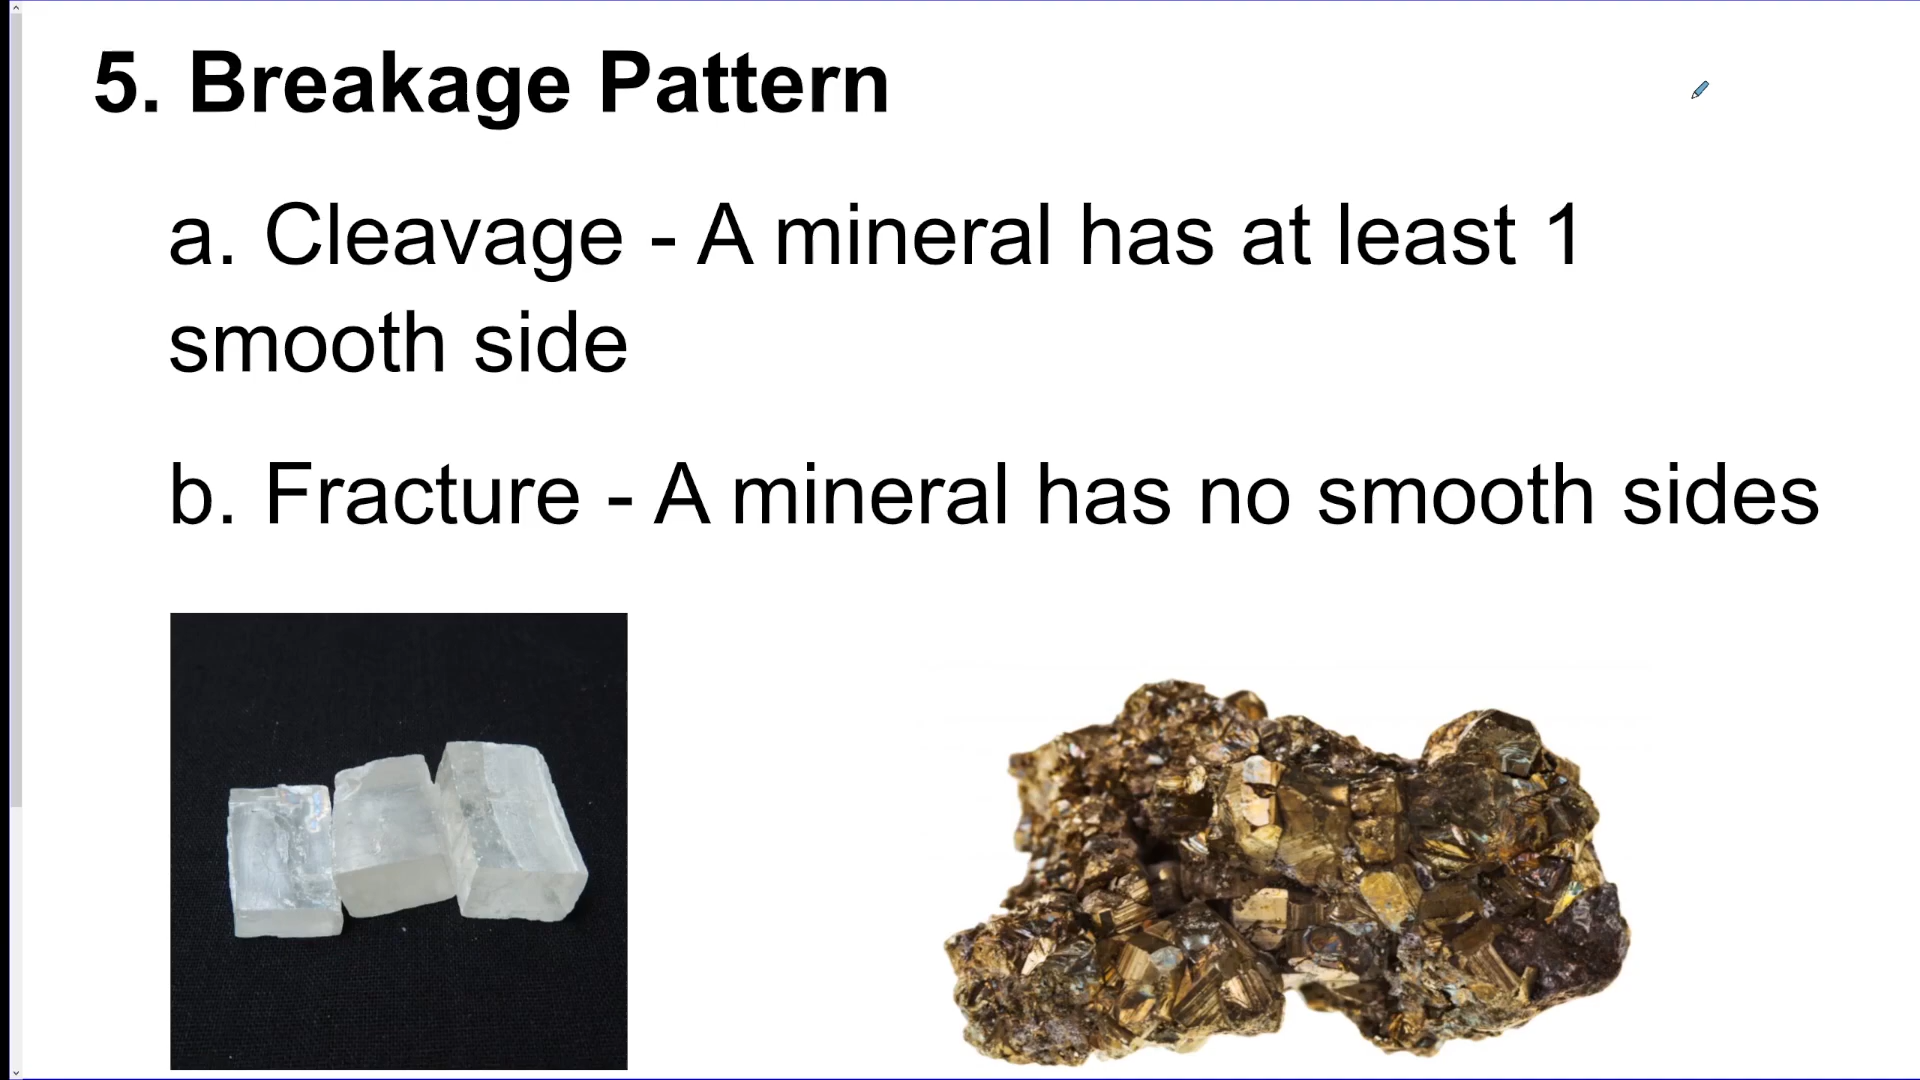 5. Breakage Pattern
a. Cleavage - A mineral has at least 1
smooth side
b. Fracture - A mineral has no smooth sides